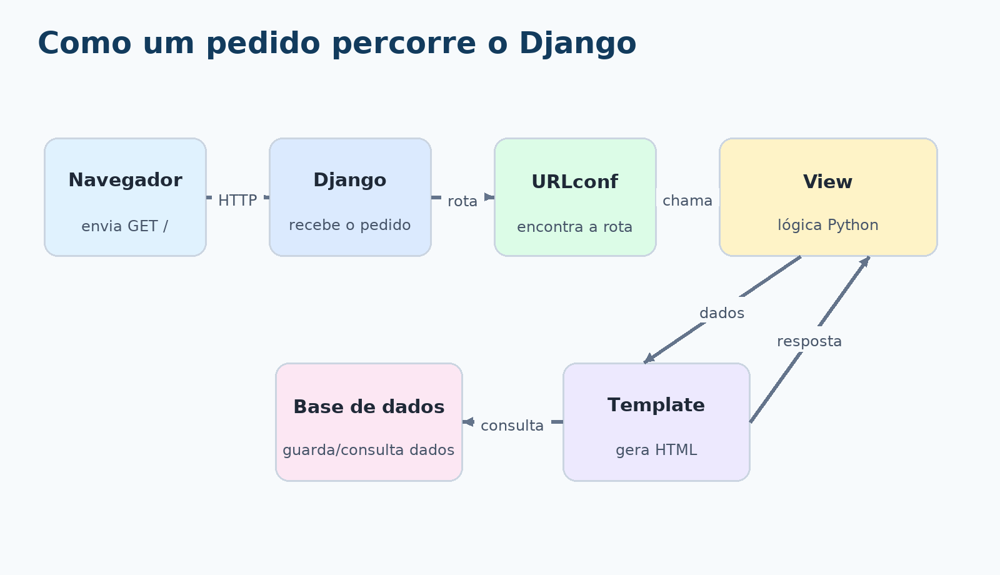 Como um pedido percorre o Django
Navegador
envia GET /
HTTP
Django
recebe o pedido
rota
URLconf
encontra a rota
chama
View
lógica Python
dados
resposta
Base de dados
guarda/consulta dados
consulta
Template
gera HTML